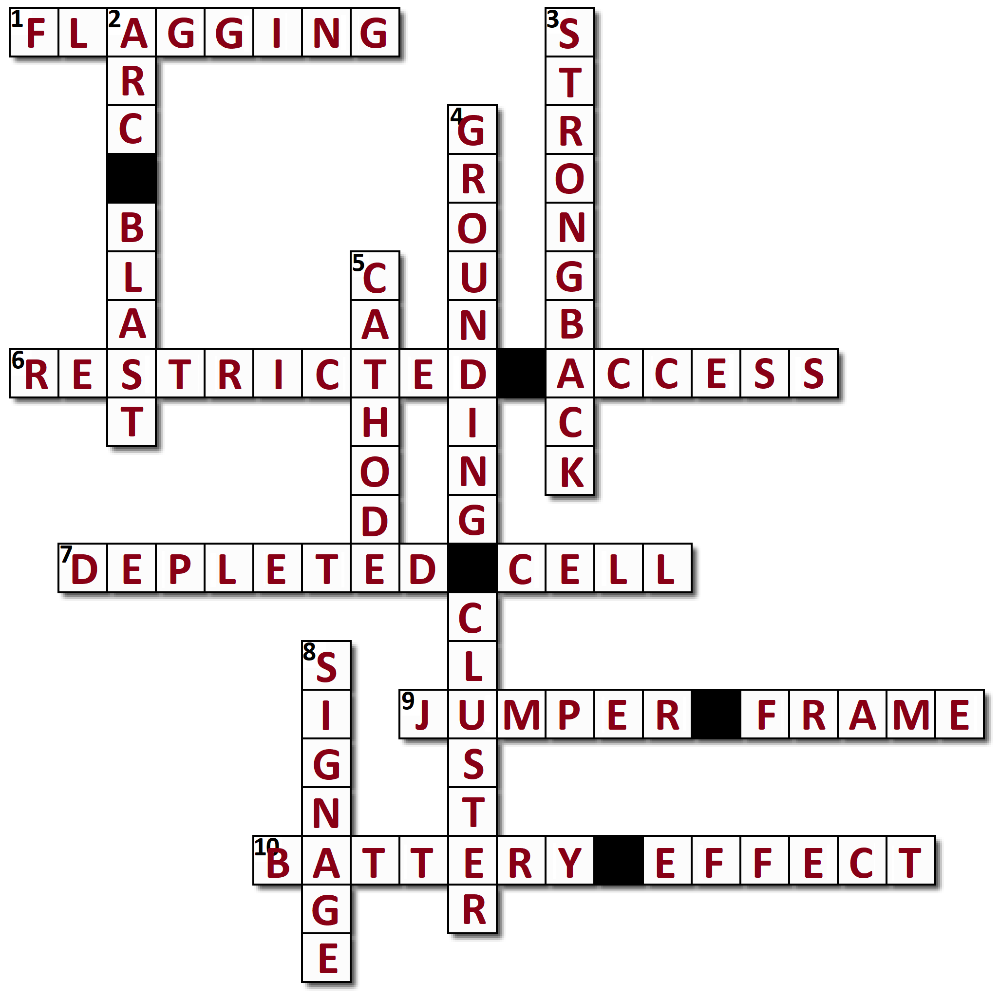 1 FLAGGING
2 ARC BLAST
3 STRONGBACK
4 GROUNDING CLUSTER
5 CATHODE
6 RESTRICTED ACCESS
7 DEPLETED CELL
8 SIGNAGE
9 JUMPER FRAME
10 BATTERY EFFECT